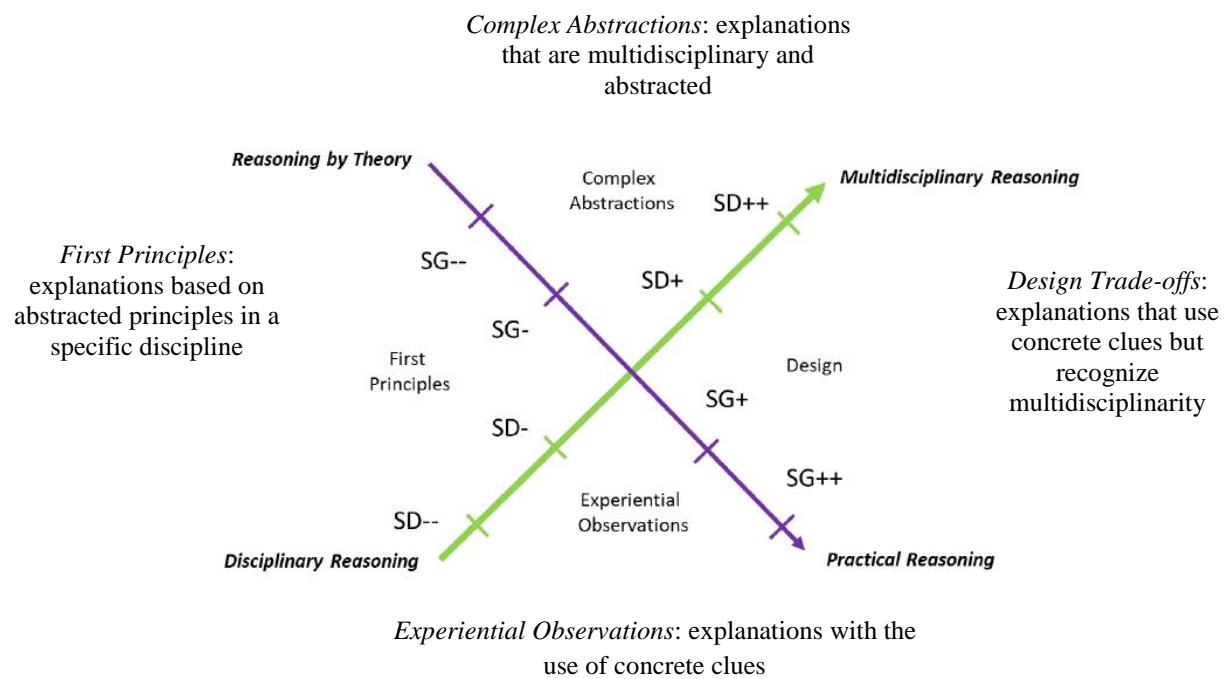 Complex Abstractions: explanations
that are multidisciplinary and
abstracted
Reasoning by Theory
Complex
Abstractions
SD++
Multidisciplinary Reasoning
First Principles:
explanations based on
abstracted principles in a
specific discipline
SG--
SD+
Design Trade-offs:
explanations that use
concrete clues but
recognize
multidisciplinarity
SG-
First
Principles
Design
SG+
SD-
SG++
Experiential
Observations
SD--
Disciplinary Reasoning
Practical Reasoning
Experiential Observations: explanations with the
use of concrete clues